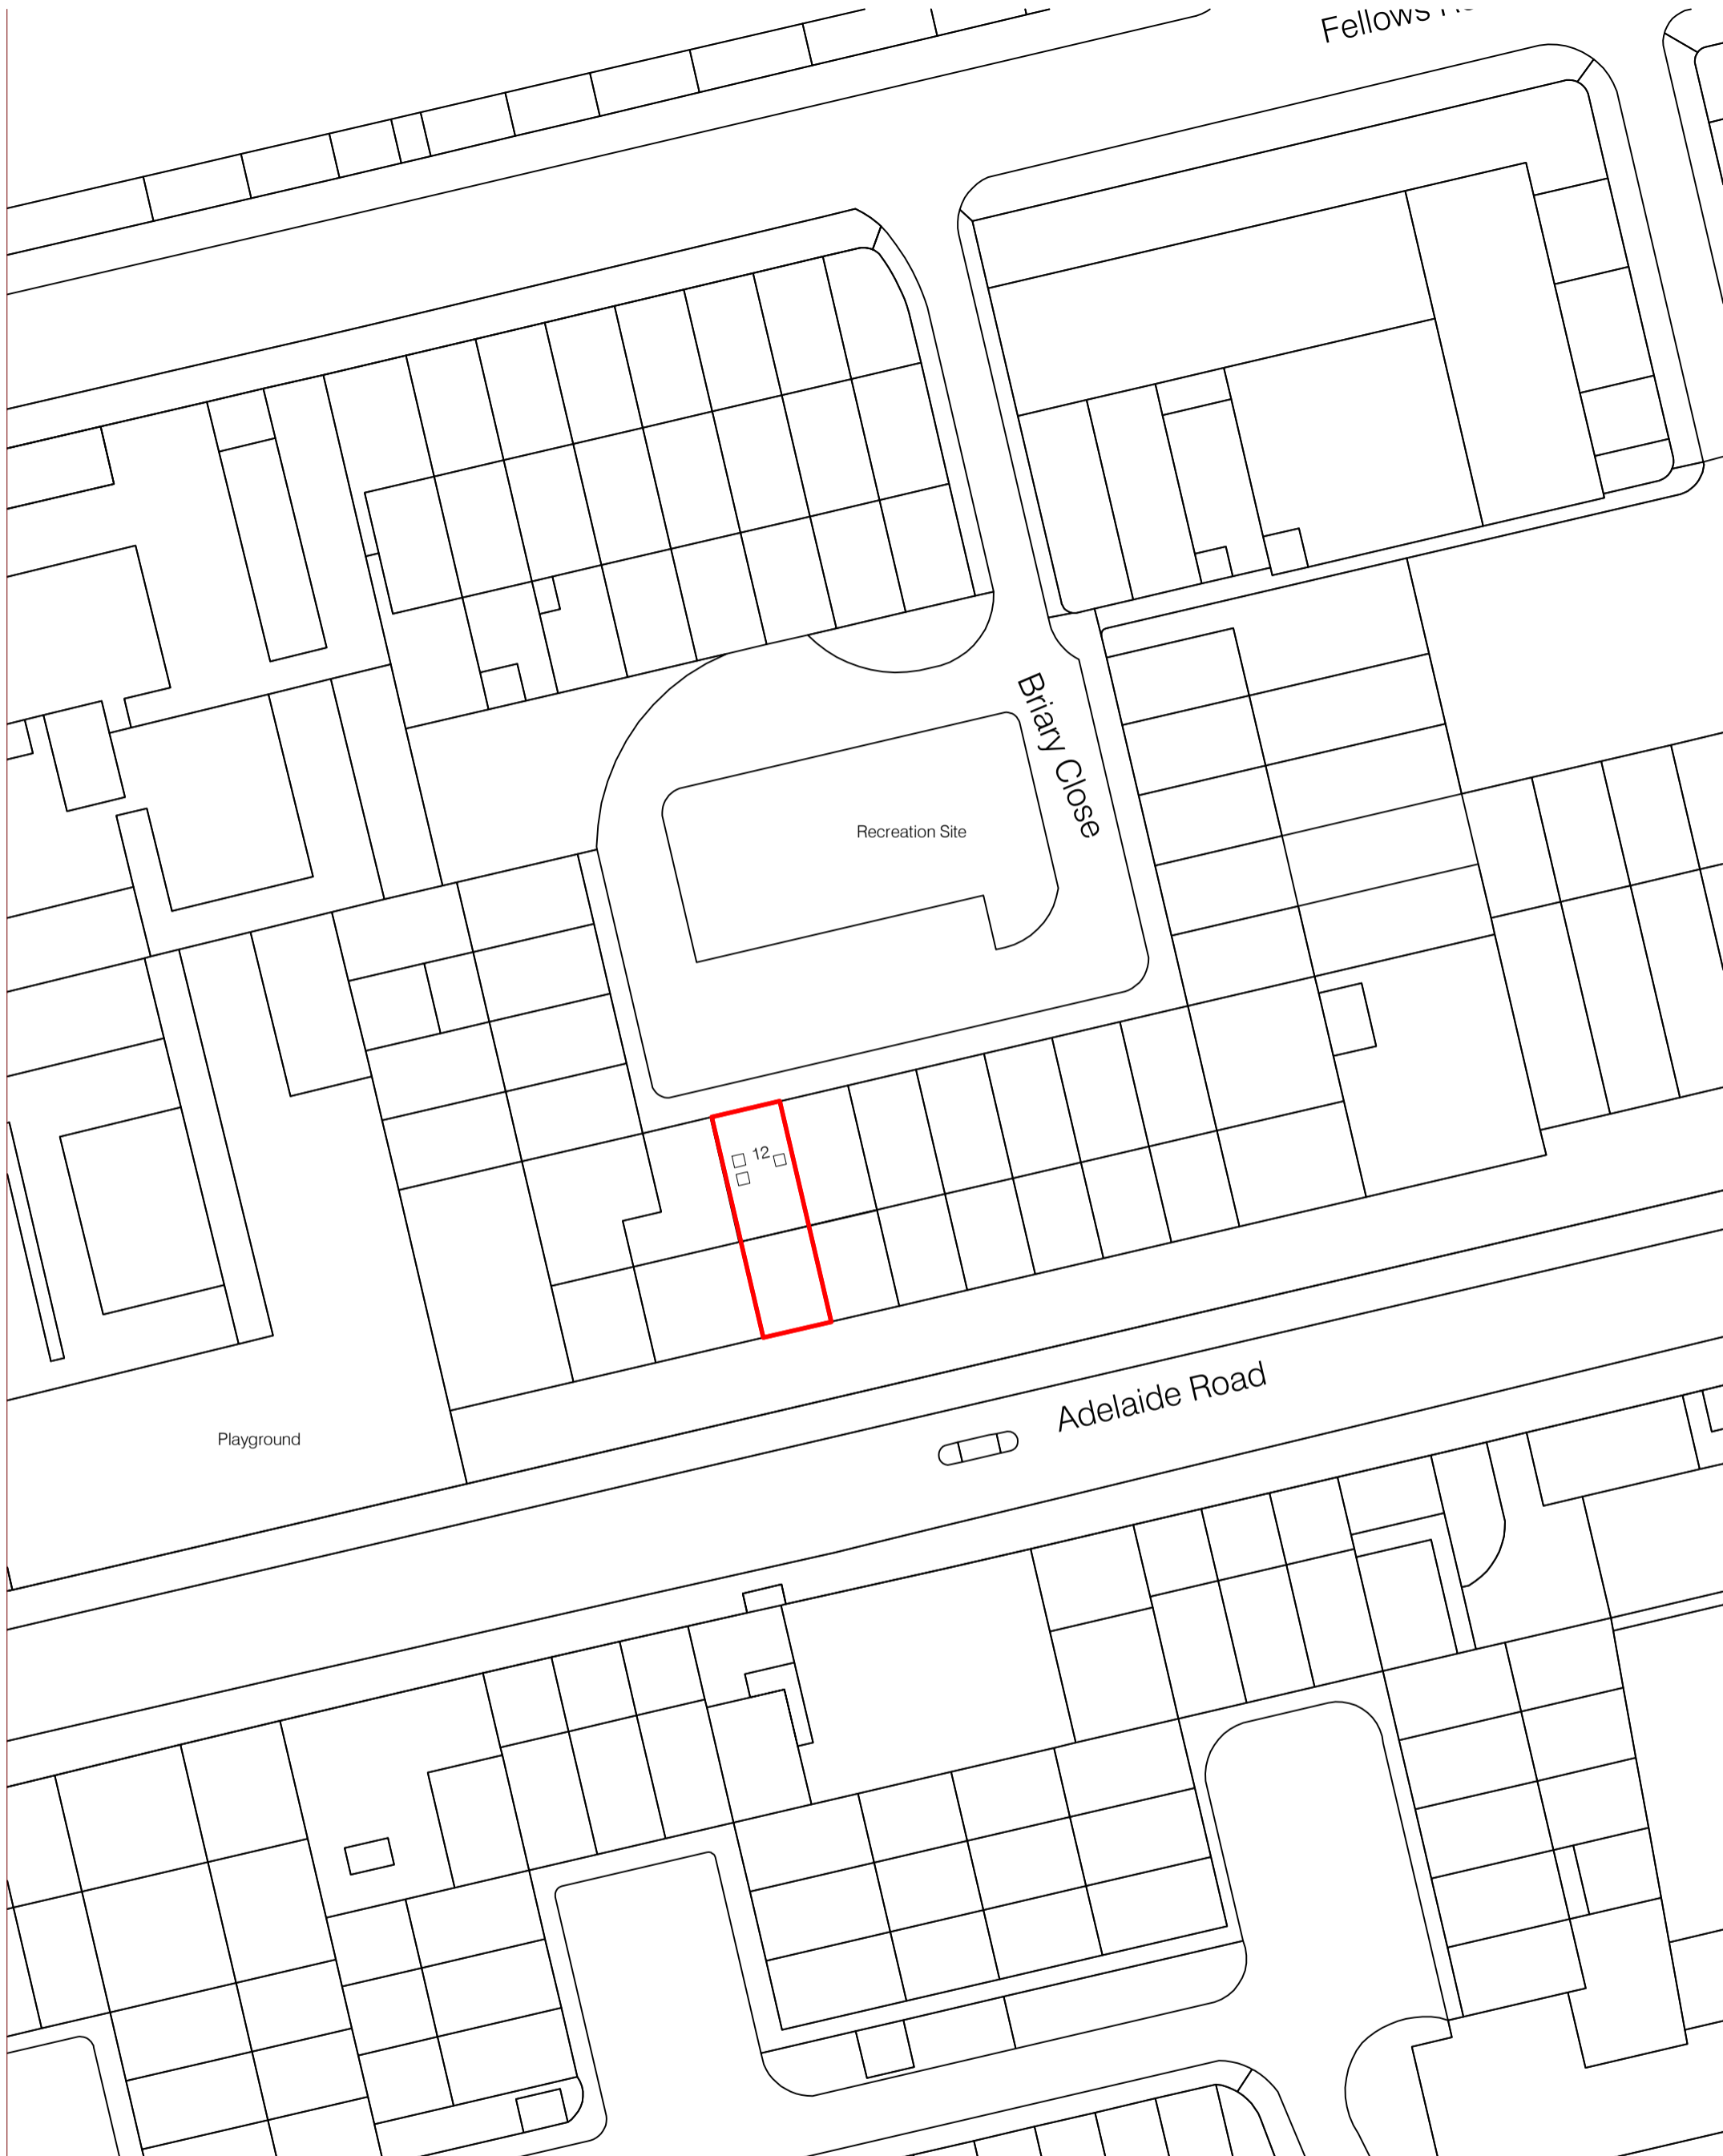 Fellows
Briary Close
Recreation Site
12
Adelaide Road
Playground